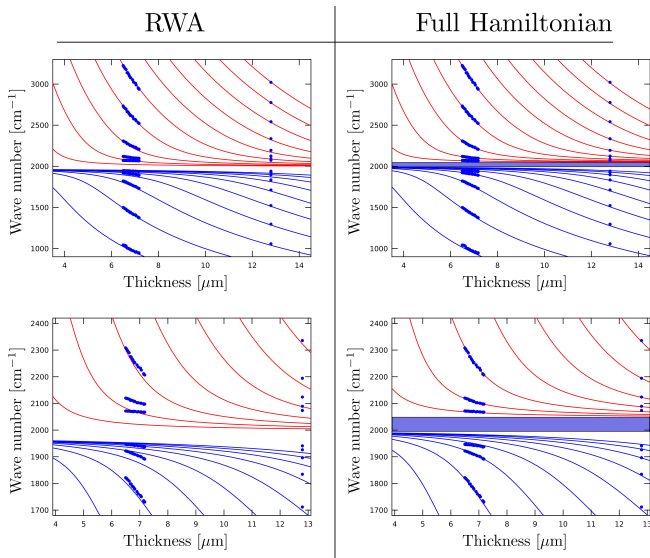 RWA
Full Hamiltonian
3000
2500
2000
1500
1000
4 6 8 10 12 14
Wave number [cm⁻¹]
Thickness [μm]
3000
2500
2000
1500
1000
4 6 8 10 12 14
Wave number [cm⁻¹]
Thickness [μm]
2400
2300
2200
2100
2000
1900
1800
1700
4 5 6 7 8 9 10 11 12 13
Wave number [cm⁻¹]
Thickness [μm]
2400
2300
2200
2100
2000
1900
1800
1700
4 5 6 7 8 9 10 11 12 13
Wave number [cm⁻¹]
Thickness [μm]